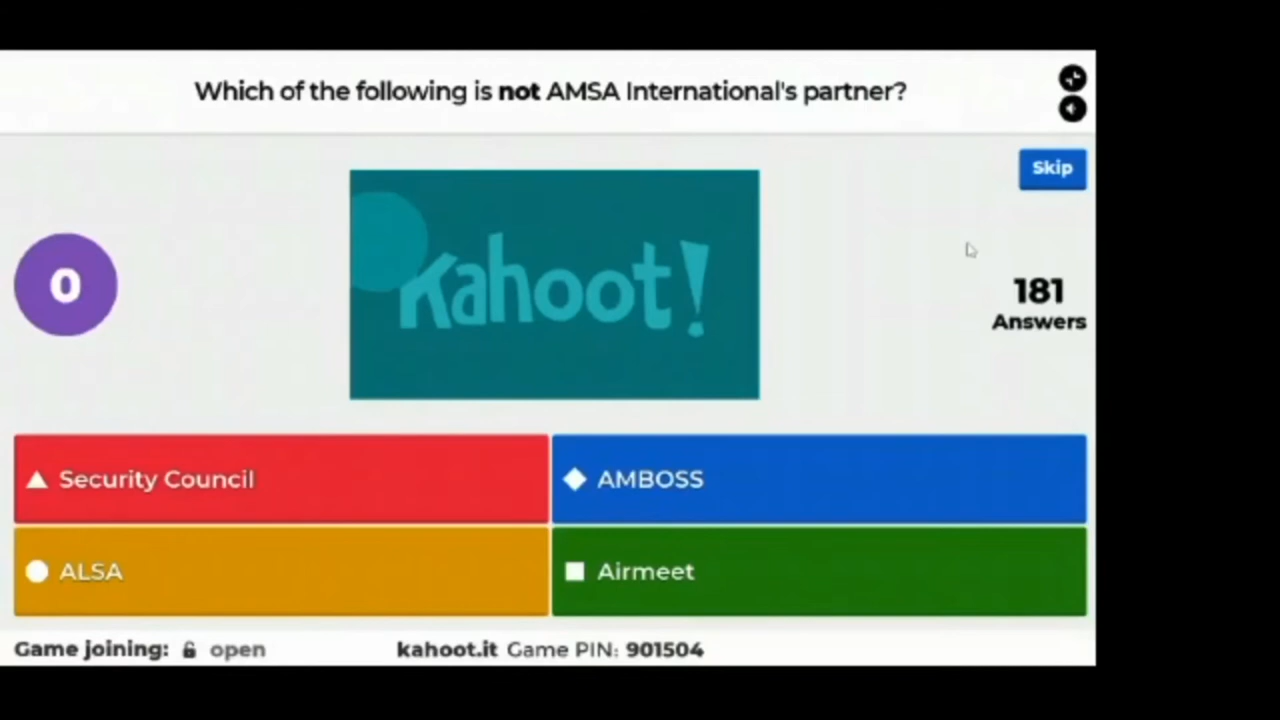 Which of the following is not AMSA International's partner?
Skip
Kahoot!
0
181
Answers
Security Council
AMBOSS
ALSA
Airmeet
Game joining: open
kahoot.it Game PIN: 901504